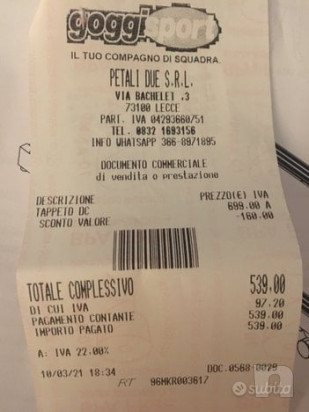 goggisport
IL TUO COMPAGNO DI SQUADRA
PETALI DUE S.R.L.
VIA BACHELET .3
73100 LECCE
PART. IVA 04293660751
TEL. 0832 1693156
INFO WHATSAPP 366-8971895
DOCUMENTO COMMERCIALE
di vendita o prestazione
DESCRIZIONE PREZZO(€) IVA
TAPPETO DC 699.00 A
SCONTO VALORE -160.00
TOTALE COMPLESSIVO 539,00
DI CUI IVA 97.20
PAGAMENTO CONTANTE 539.00
IMPORTO PAGATO 539.00
A: IVA 22.00%
10/03/21 18:34 DOC.0568-0029
RT 96MKR003617
subito